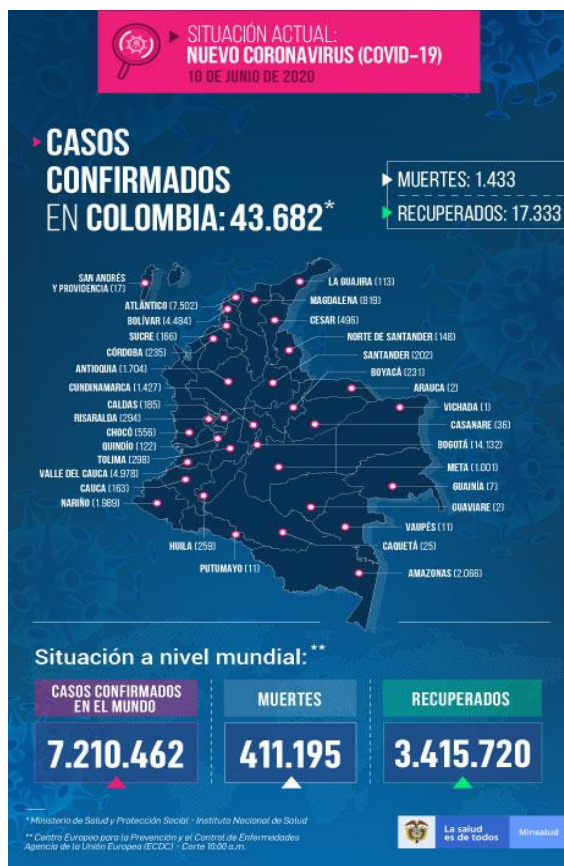 SITUACIÓN ACTUAL:
NUEVO CORONAVIRUS (COVID-19)
10 DE JUNIO DE 2020
CASOS
CONFIRMADOS
EN COLOMBIA: 43.682*
MUERTES: 1.433
RECUPERADOS: 17.333
SAN ANDRÉS
Y PROVIDENCIA (17)
ATLÁNTICO (7.502)
BOLÍVAR (4.484)
SUCRE (166)
CÓRDOBA (235)
ANTIOQUIA (1.704)
CUNDINAMARCA (1.427)
CALDAS (185)
RISARALDA (294)
CHOCÓ (556)
QUINDÍO (122)
TOLIMA (298)
VALLE DEL CAUCA (4.978)
CAUCA (163)
NARIÑO (1.989)
HUILA (259)
PUTUMAYO (11)
LA GUAJIRA (113)
MAGDALENA (819)
CESAR (496)
NORTE DE SANTANDER (148)
SANTANDER (202)
BOYACÁ (231)
ARAUCA (2)
VICHADA (1)
CASANARE (36)
BOGOTÁ (14.132)
META (1.001)
GUAINÍA (7)
GUAVIARE (2)
VAUPÉS (11)
CAQUETÁ (25)
AMAZONAS (2.066)
Situación a nivel mundial:**
CASOS CONFIRMADOS
EN EL MUNDO
7.210.462
MUERTES
411.195
RECUPERADOS
3.415.720
* Ministerio de Salud y Protección Social - Instituto Nacional de Salud
** Centro Europeo para la Prevención y el Control de Enfermedades
Agencia de la Unión Europea (ECDC) - Corte 10:00 a.m.
La salud
es de todos
Minsalud